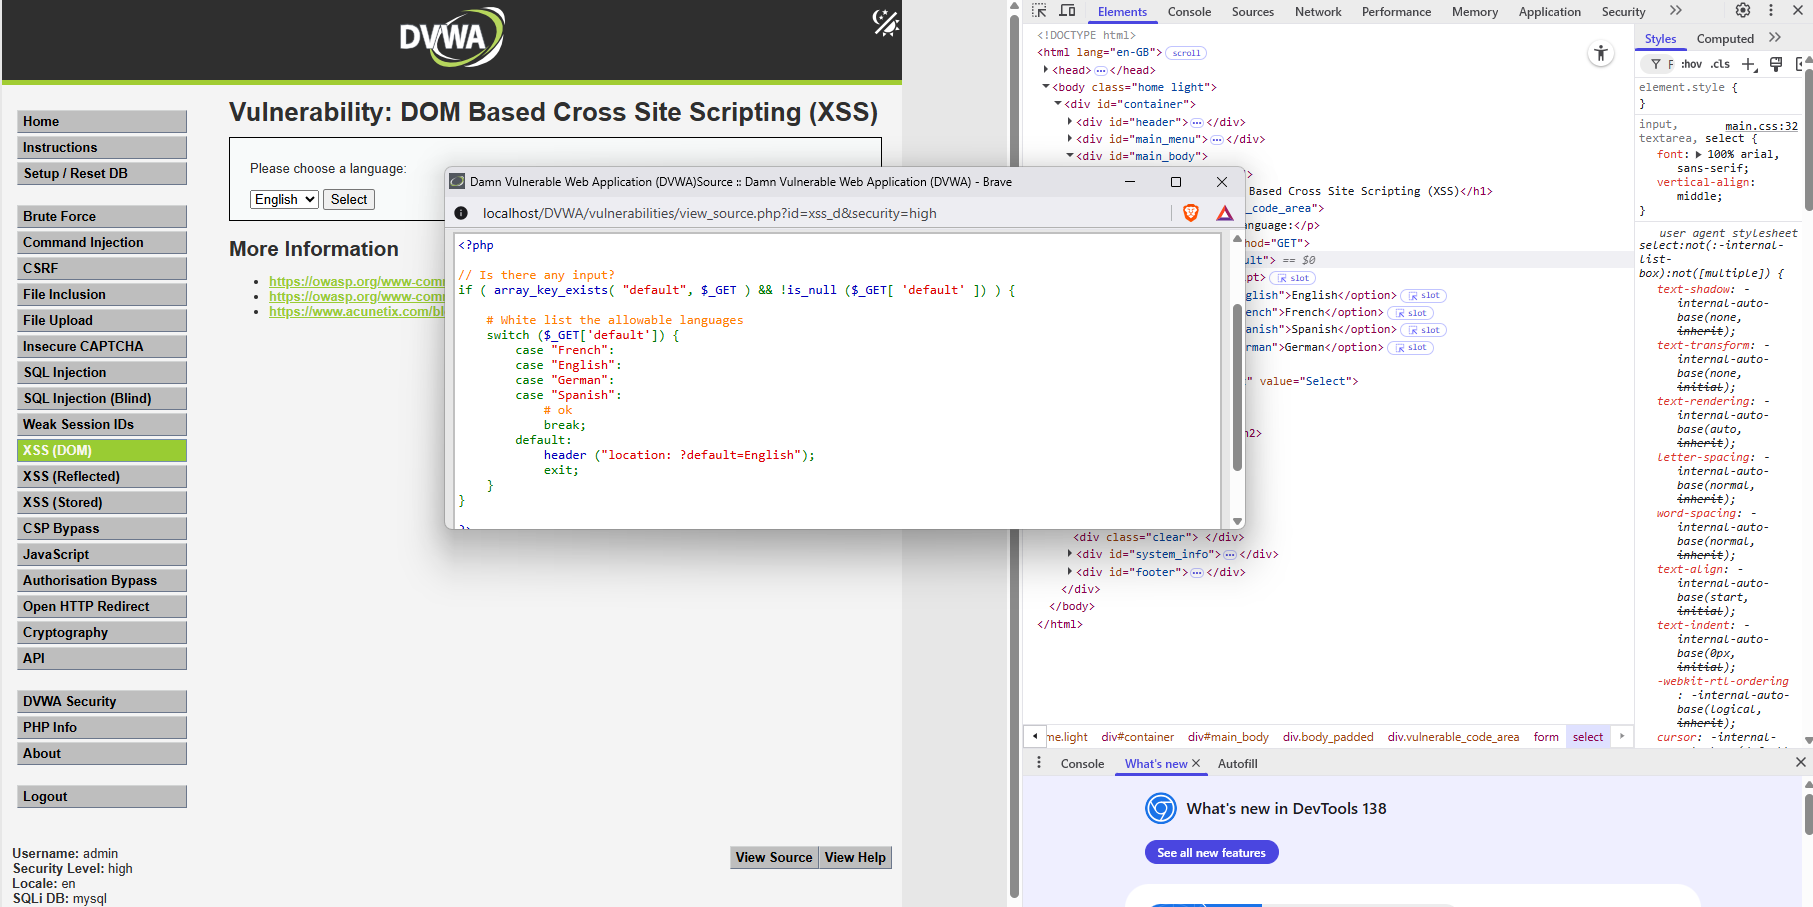 DVWA
Vulnerability: DOM Based Cross Site Scripting (XSS)
Please choose a language:
English
Select
More Information
https://owasp.org/www-com
https://owasp.org/www-com
https://www.acunetix.com/bl
Home
Instructions
Setup / Reset DB
Brute Force
Command Injection
CSRF
File Inclusion
File Upload
Insecure CAPTCHA
SQL Injection
SQL Injection (Blind)
Weak Session IDs
XSS (DOM)
XSS (Reflected)
XSS (Stored)
CSP Bypass
JavaScript
Authorisation Bypass
Open HTTP Redirect
Cryptography
API
DVWA Security
PHP Info
About
Logout
Username: admin
Security Level: high
Locale: en
SQLi DB: mysql
View Source
View Help
Damn Vulnerable Web Application (DVWA)Source :: Damn Vulnerable Web Application (DVWA) - Brave
localhost/DVWA/vulnerabilities/view_source.php?id=xss_d&security=high
<?php
// Is there any input?
if ( array_key_exists( "default", $_GET ) && !is_null ($_GET[ 'default' ]) ) {
# White list the allowable languages
switch ($_GET['default']) {
case "French":
case "English":
case "German":
case "Spanish":
# ok
break;
default:
header ("location: ?default=English");
exit;
}
}
?>
Elements Console Sources Network Performance Memory Application Security
<!DOCTYPE html>
<html lang="en-GB"> scroll
<head> ⋯ </head>
<body class="home light">
<div id="container">
<div id="header"> ⋯ </div>
<div id="main_menu"> ⋯ </div>
<div id="main_body">
>
Based Cross Site Scripting (XSS)</h1>
_code_area">
anguage:</p>
hod="GET">
ult"> == $0
pt> slot
glish">English</option> slot
ench">French</option> slot
anish">Spanish</option> slot
rman">German</option> slot
" value="Select">
h2>
<div class="clear"> </div>
<div id="system_info"> ⋯ </div>
<div id="footer"> ⋯ </div>
</div>
</body>
</html>
me.light div#container div#main_body div.body_padded div.vulnerable_code_area form select
Styles Computed
F :hov .cls
element.style {
}
input, main.css:32
textarea, select {
font: 100% arial,
sans-serif;
vertical-align:
middle;
}
user agent stylesheet
select:not(:-internal-
list-
box):not([multiple]) {
text-shadow: -
internal-auto-
base(none,
inherit);
text-transform: -
internal-auto-
base(none,
initial);
text-rendering: -
internal-auto-
base(auto,
inherit);
letter-spacing: -
internal-auto-
base(normal,
inherit);
word-spacing: -
internal-auto-
base(normal,
inherit);
text-align: -
internal-auto-
base(start,
initial);
text-indent: -
internal-auto-
base(0px,
initial);
-webkit-rtl-ordering
: -internal-auto-
base(logical,
inherit);
cursor: -internal-
Console What's new Autofill
What's new in DevTools 138
See all new features